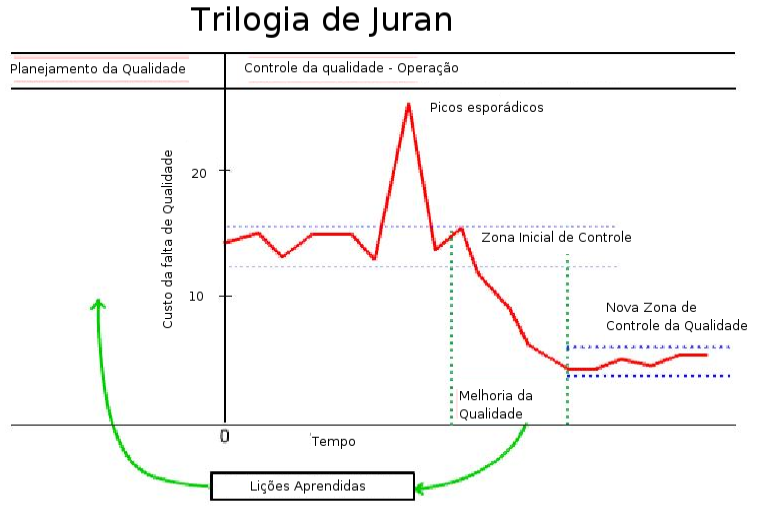 Trilogia de Juran
Planejamento da Qualidade
Controle da qualidade - Operação
Picos esporádicos
Custo da falta de Qualidade
20
Zona Inicial de Controle
10
Nova Zona de
Controle da Qualidade
Melhoria da
Qualidade
0
Tempo
Lições Aprendidas